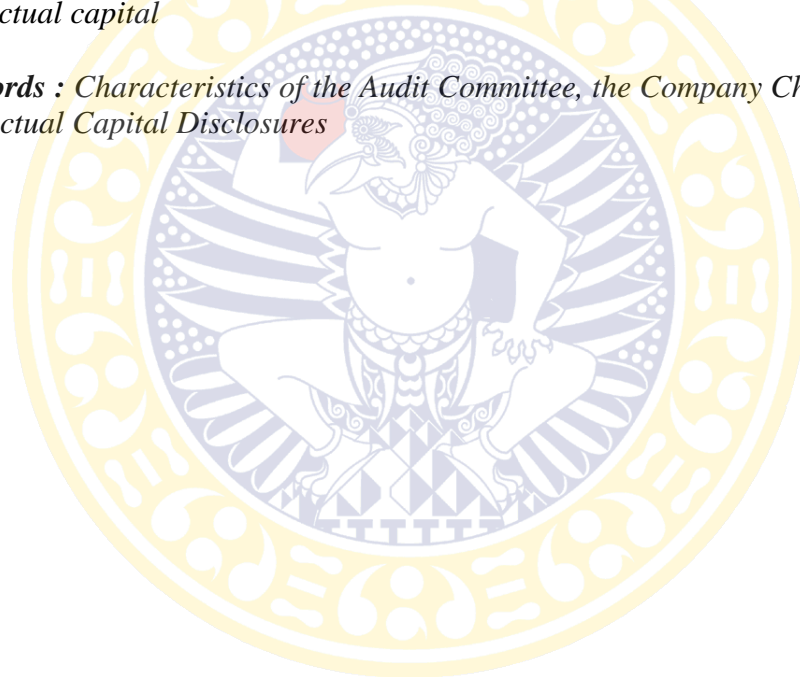 ctual capital
ords : Characteristics of the Audit Committee, the Company Ch
ctual Capital Disclosures